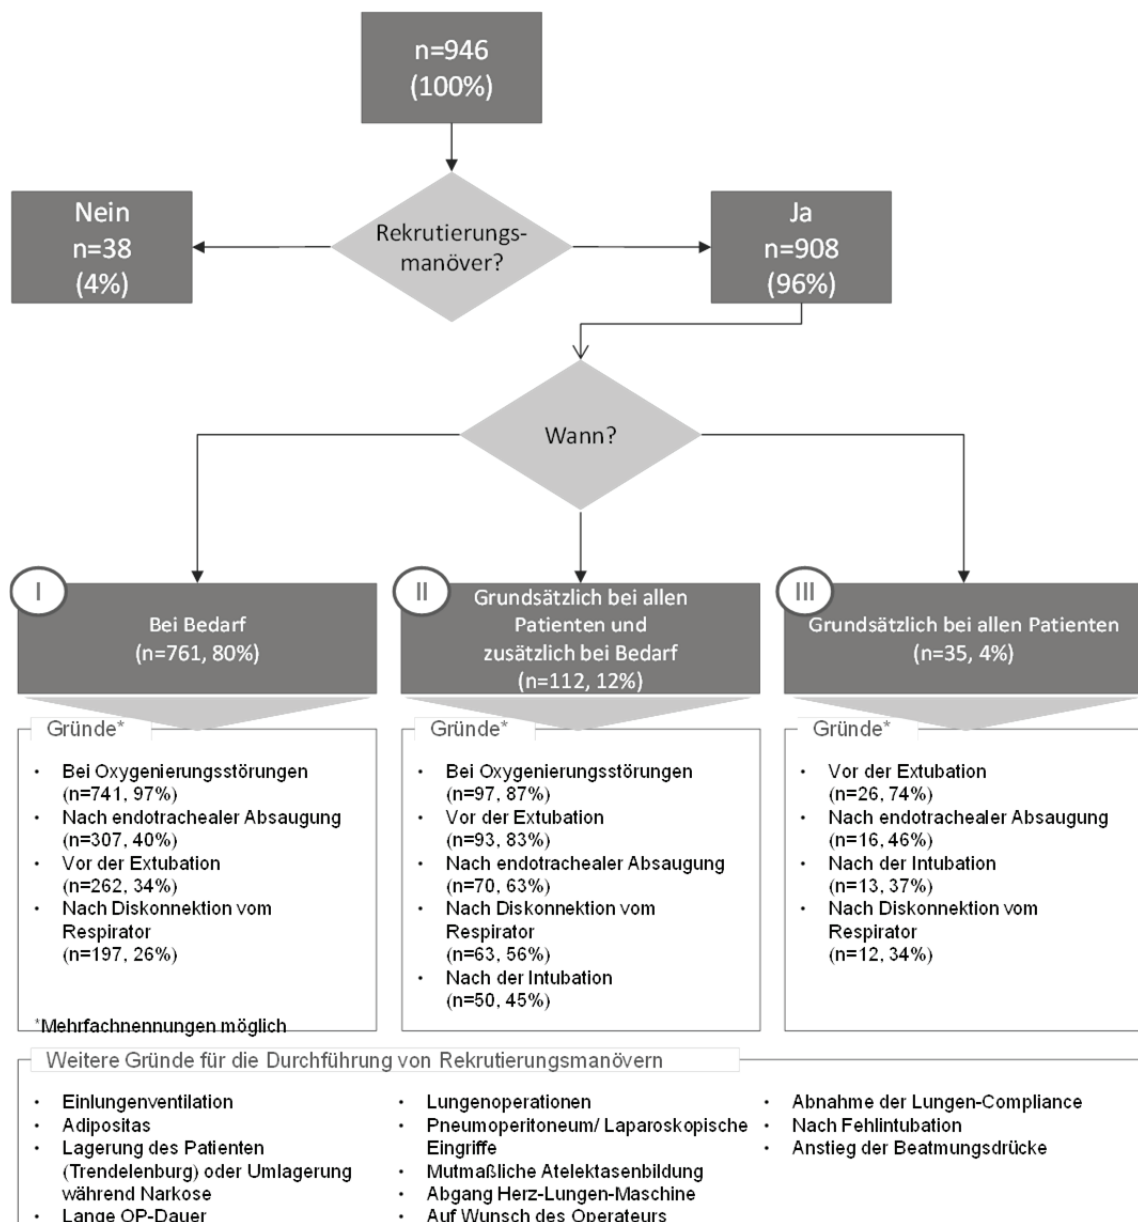 n=946
(100%)
Rekrutierungs-
manöver?
Nein
n=38
(4%)
Ja
n=908
(96%)
Wann?
I
Bei Bedarf
(n=761, 80%)
II
Grundsätzlich bei allen
Patienten und
zusätzlich bei Bedarf
(n=112, 12%)
III
Grundsätzlich bei allen Patienten
(n=35, 4%)
Gründe*
• Bei Oxygenierungsstörungen
(n=741, 97%)
• Nach endotrachealer Absaugung
(n=307, 40%)
• Vor der Extubation
(n=262, 34%)
• Nach Diskonnektion vom
Respirator
(n=197, 26%)
*Mehrfachnennungen möglich
Gründe*
• Bei Oxygenierungsstörungen
(n=97, 87%)
• Vor der Extubation
(n=93, 83%)
• Nach endotrachealer Absaugung
(n=70, 63%)
• Nach Diskonnektion vom
Respirator
(n=63, 56%)
• Nach der Intubation
(n=50, 45%)
Gründe*
• Vor der Extubation
(n=26, 74%)
• Nach endotrachealer Absaugung
(n=16, 46%)
• Nach der Intubation
(n=13, 37%)
• Nach Diskonnektion vom
Respirator
(n=12, 34%)
Weitere Gründe für die Durchführung von Rekrutierungsmanövern
• Einlungenventilation
• Adipositas
• Lagerung des Patienten
(Trendelenburg) oder Umlagerung
während Narkose
• Lange OP-Dauer
• Lungenoperationen
• Pneumoperitoneum/ Laparoskopische
Eingriffe
• Mutmaßliche Atelektasenbildung
• Abgang Herz-Lungen-Maschine
• Auf Wunsch des Operateurs
• Abnahme der Lungen-Compliance
• Nach Fehlintubation
• Anstieg der Beatmungsdrücke